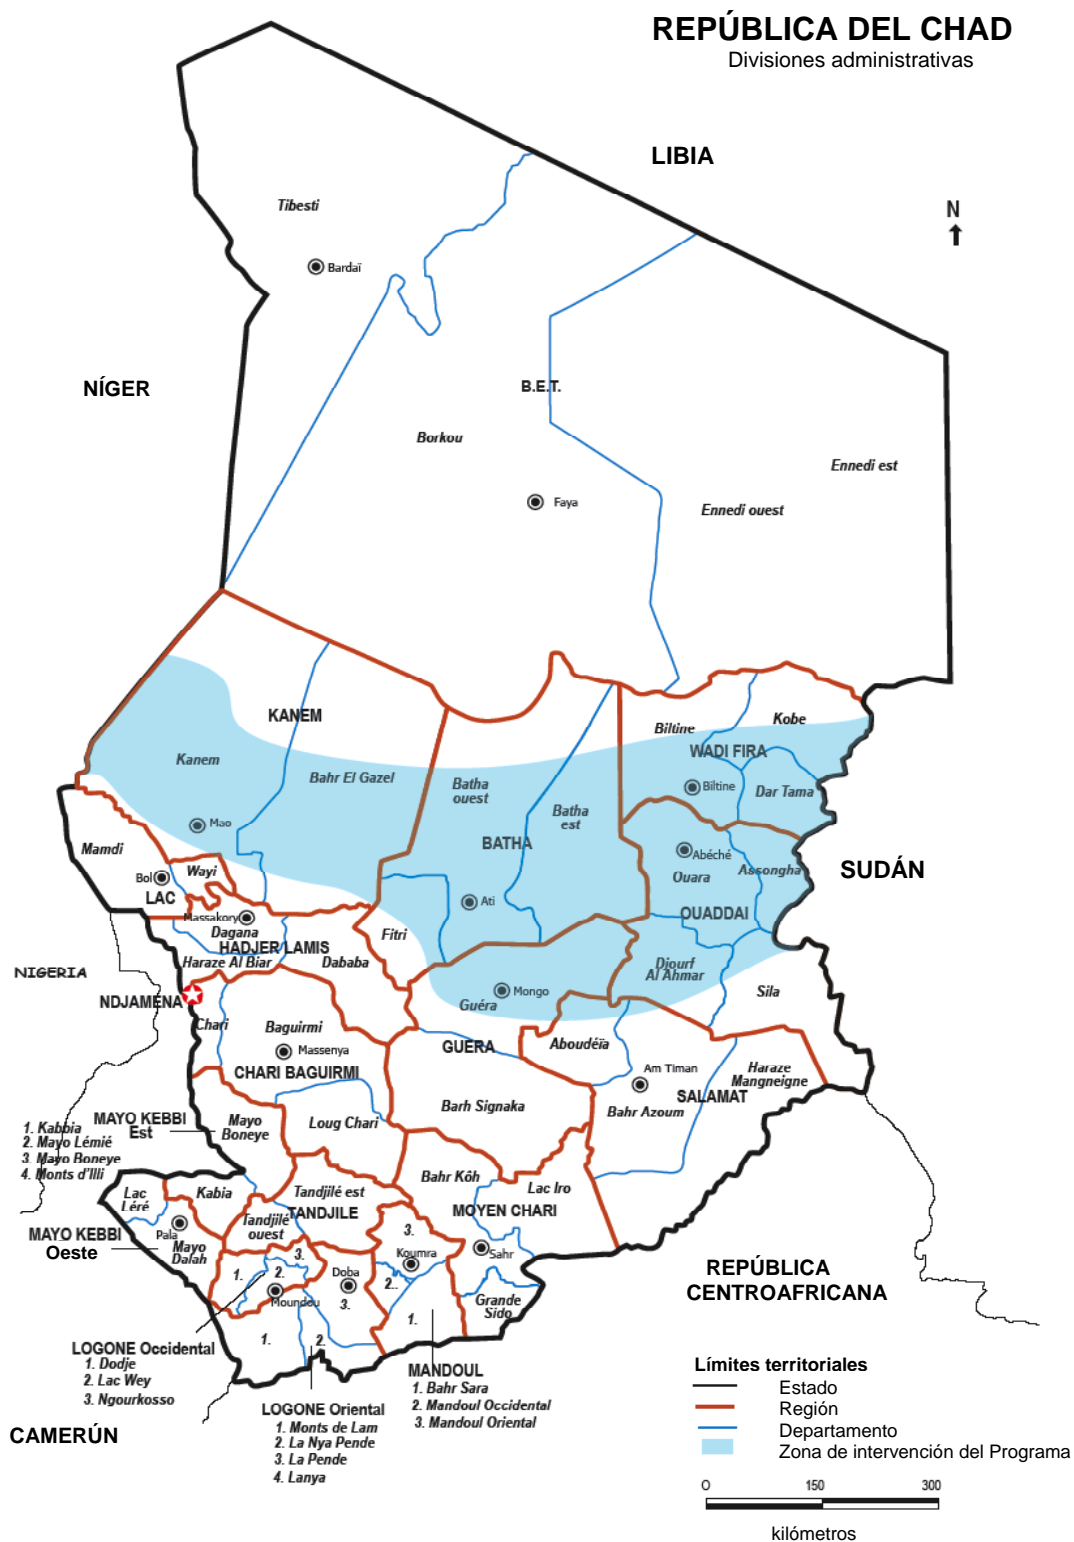 REPÚBLICA DEL CHAD
Divisiones administrativas
LIBIA
N
Tibesti
Bardaï
NÍGER
B.E.T.
Borkou
Ennedi est
Faya
Ennedi ouest
KANEM
Biltine
Kobe
WADI FIRA
Kanem
Bahr El Gazel
Batha
ouest
Biltine
Dar Tama
Batha
est
Mao
BATHA
Mamdi
Abéché
SUDÁN
Wayi
Bol
Ouara
Assongha
LAC
Ati
Massakory
OUADDAI
Dagana
Fitri
HADJER LAMIS
Haraze Al Biar
Dababa
Djourf
Al Ahmar
NIGERIA
Sila
NDJAMENA
Mongo
Guéra
Chari
Baguirmi
GUERA
Aboudéïa
Massenya
CHARI BAGUIRMI
Am Timan
Haraze
Mangneigne
SALAMAT
Bahr Azoum
Barh Signaka
MAYO KEBBI
Est
Mayo
Boneye
Loug Chari
1. Kabbia
2. Mayo Lémié
3. Mayo Boneye
4. Monts d'Illi
Bahr Kôh
Lac Iro
Lac
Léré
Kabia
Tandjilé est
TANDJILE
MOYEN CHARI
Tandjilé
ouest
Pala
MAYO KEBBI
Oeste
Mayo
Dalah
3.
Koumra
Sahr
3.
1.
2.
Doba
2.
REPÚBLICA
CENTROAFRICANA
Moundou
3.
Grande
Sido
1.
1.
2.
LOGONE Occidental
1. Dodje
2. Lac Wey
3. Ngourkosso
MANDOUL
1. Bahr Sara
2. Mandoul Occidental
3. Mandoul Oriental
LOGONE Oriental
1. Monts de Lam
2. La Nya Pende
3. La Pende
4. Lanya
CAMERÚN
Límites territoriales
Estado
Región
Departamento
Zona de intervención del Programa
0 150 300
kilómetros